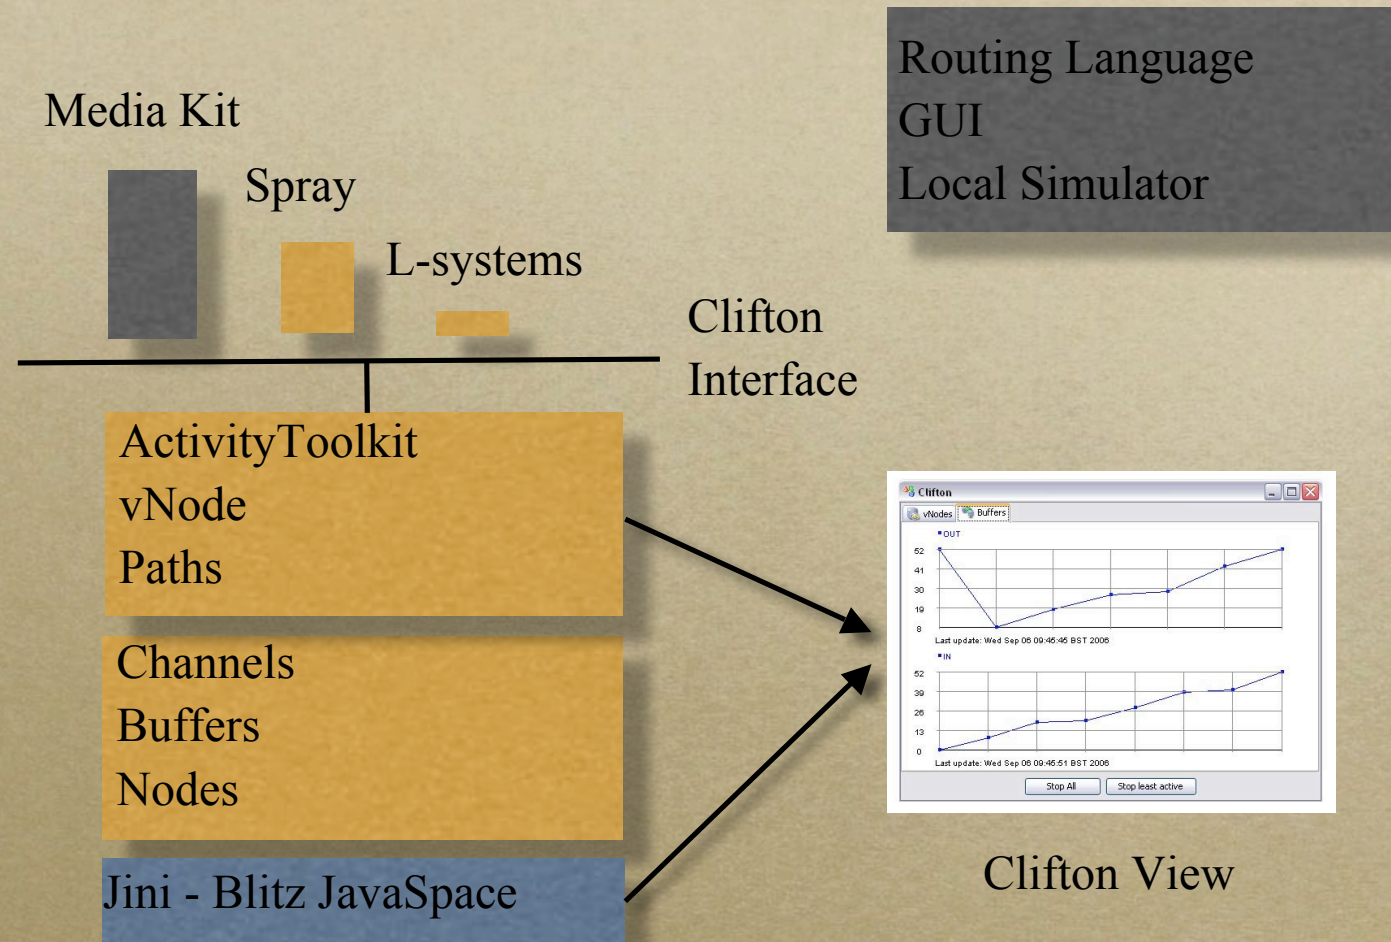 Routing Language
GUI
Local Simulator
Media Kit
Spray
L-systems
Clifton
Interface
ActivityToolkit
vNode
Paths
Channels
Buffers
Nodes
Jini - Blitz JavaSpace
Clifton
vNodes Buffers
OUT
52
41
30
19
8
Last update: Wed Sep 06 09:45:45 BST 2006
IN
52
39
26
13
0
Last update: Wed Sep 06 09:45:51 BST 2006
Stop All Stop least active
Clifton View